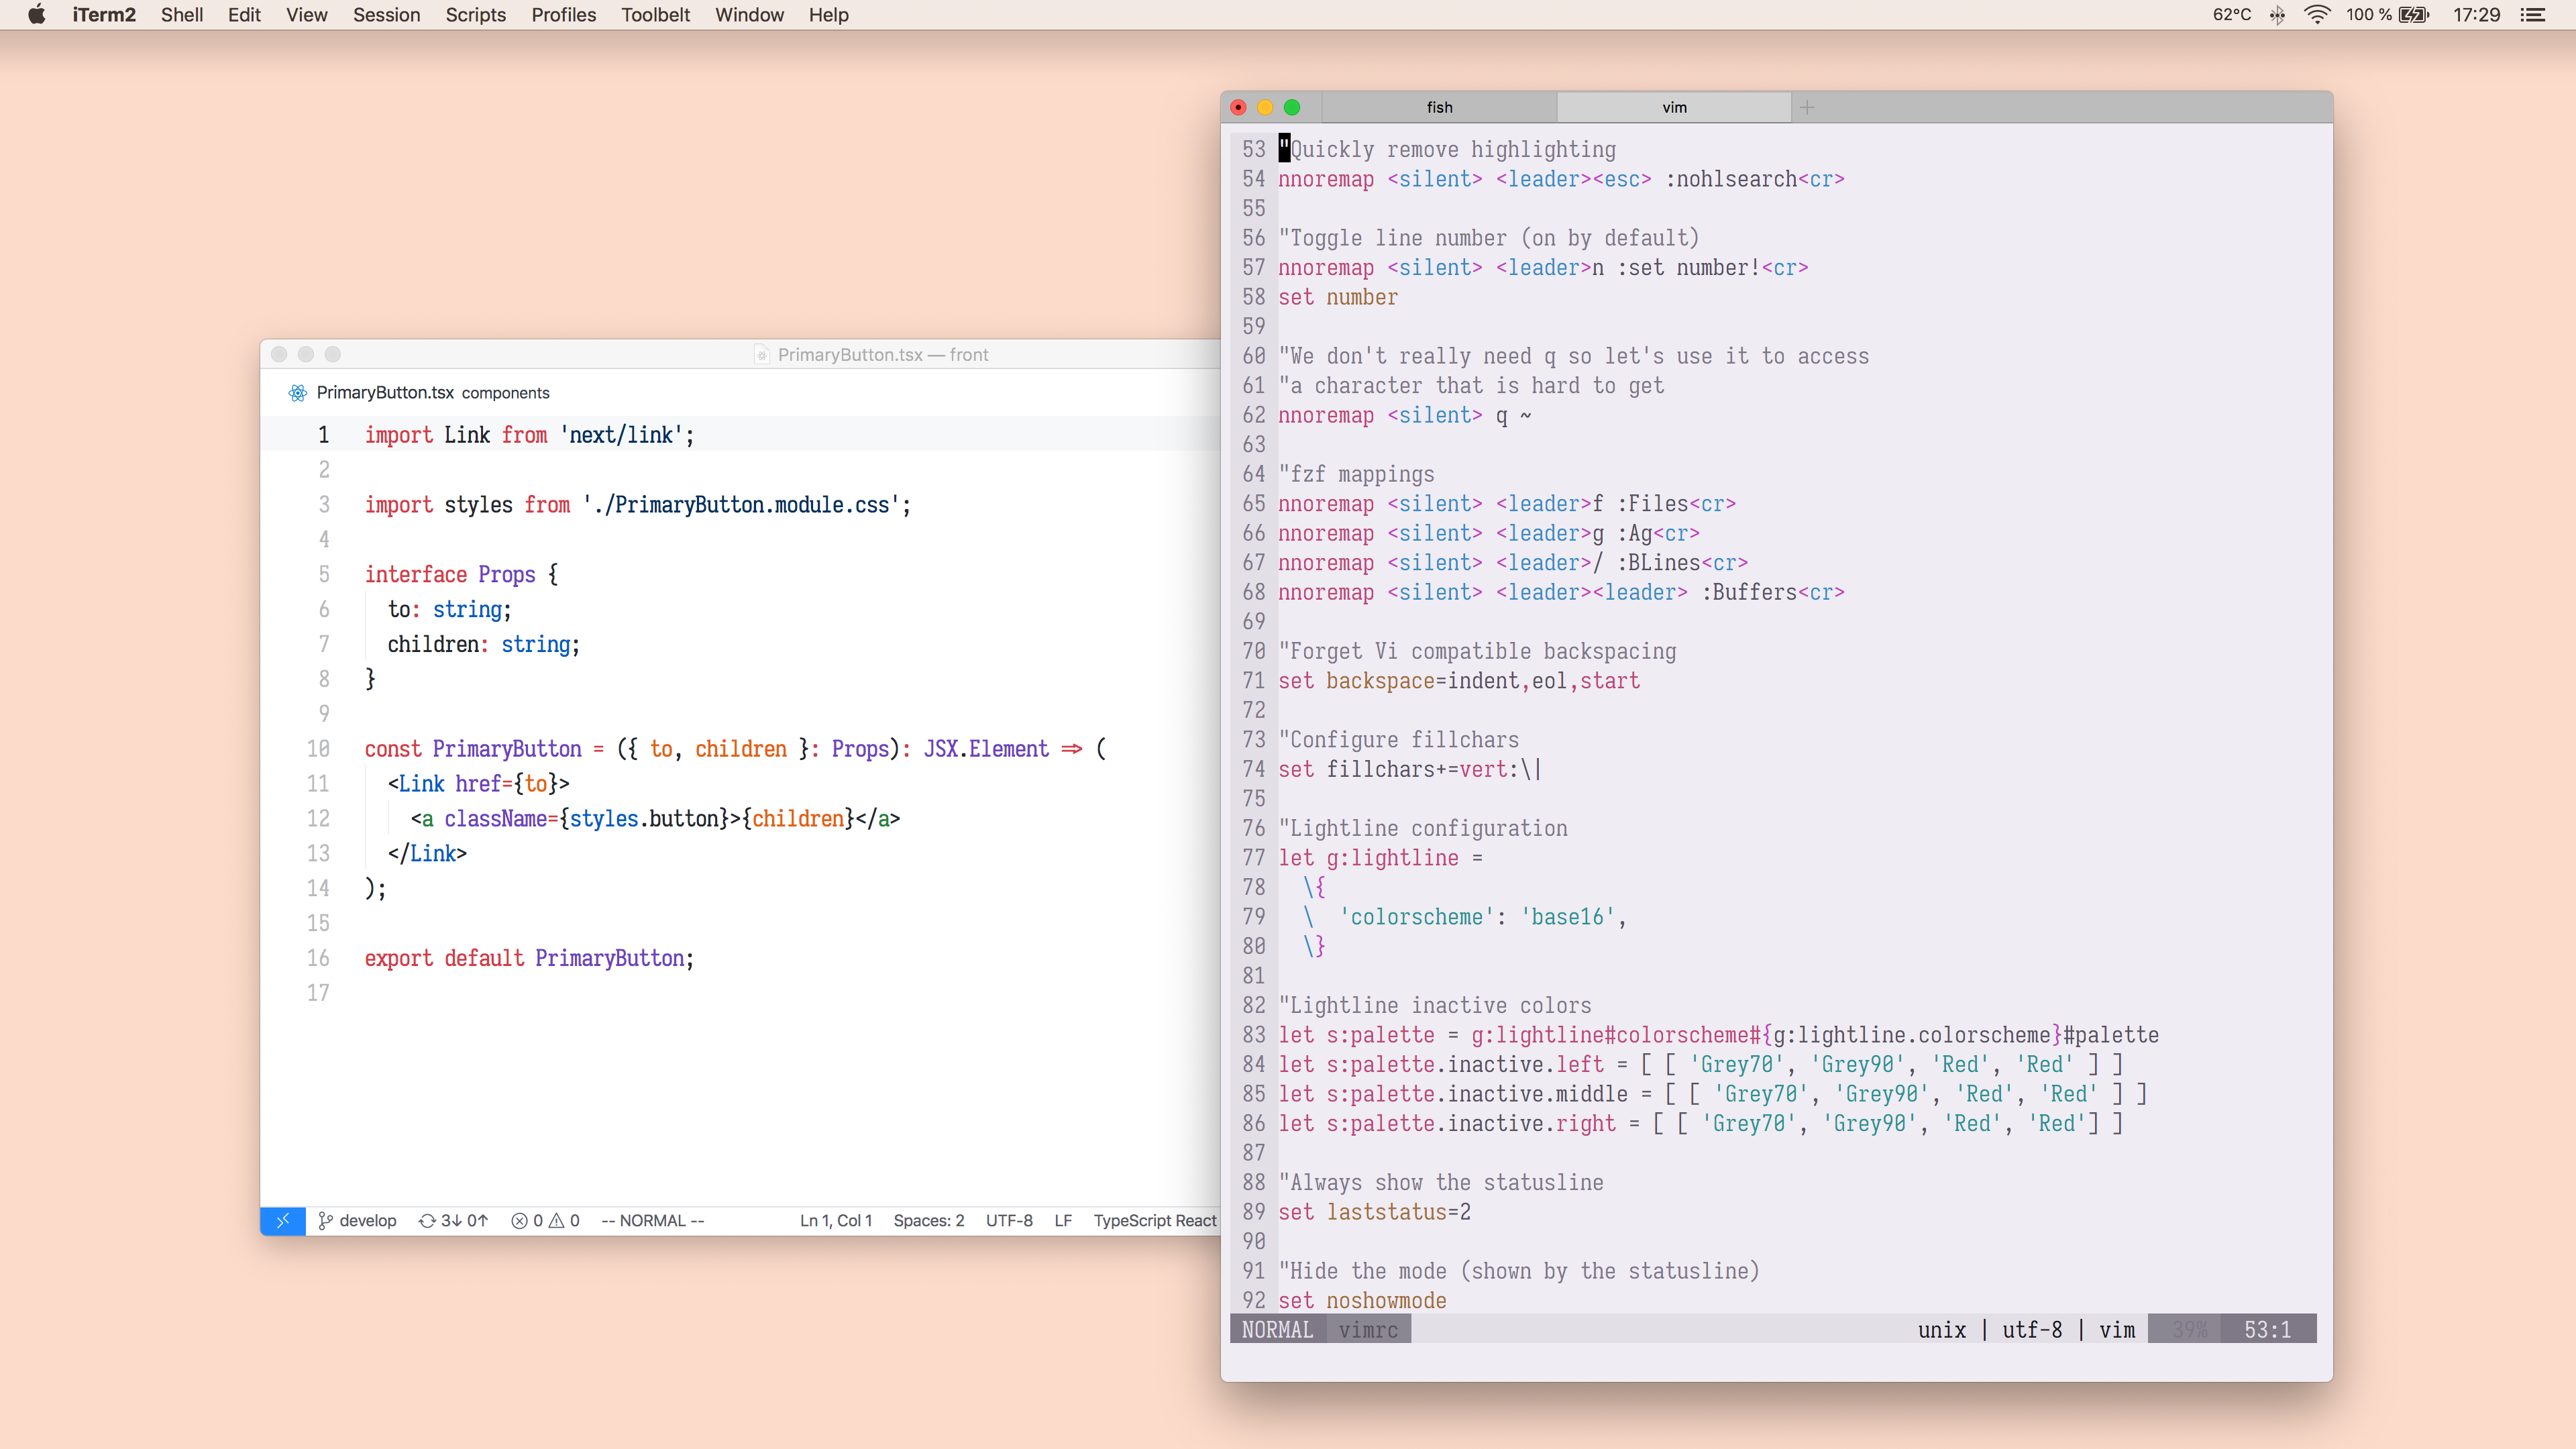 iTerm2 Shell Edit View Session Scripts Profiles Toolbelt Window Help 62°C 100 % 17:29
PrimaryButton.tsx — front
PrimaryButton.tsx components
1 import Link from 'next/link';
2
3 import styles from './PrimaryButton.module.css';
4
5 interface Props {
6 to: string;
7 children: string;
8 }
9
10 const PrimaryButton = ({ to, children }: Props): JSX.Element => (
11 <Link href={to}>
12 <a className={styles.button}>{children}</a>
13 </Link>
14 );
15
16 export default PrimaryButton;
17
develop 3↓ 0↑ 0 0 -- NORMAL -- Ln 1, Col 1 Spaces: 2 UTF-8 LF TypeScript React
fish vim
53 "Quickly remove highlighting
54 nnoremap <silent> <leader><esc> :nohlsearch<cr>
55
56 "Toggle line number (on by default)
57 nnoremap <silent> <leader>n :set number!<cr>
58 set number
59
60 "We don't really need q so let's use it to access
61 "a character that is hard to get
62 nnoremap <silent> q ~
63
64 "fzf mappings
65 nnoremap <silent> <leader>f :Files<cr>
66 nnoremap <silent> <leader>g :Ag<cr>
67 nnoremap <silent> <leader>/ :BLines<cr>
68 nnoremap <silent> <leader><leader> :Buffers<cr>
69
70 "Forget Vi compatible backspacing
71 set backspace=indent,eol,start
72
73 "Configure fillchars
74 set fillchars+=vert:\|
75
76 "Lightline configuration
77 let g:lightline =
78 \{
79 \ 'colorscheme': 'base16',
80 \}
81
82 "Lightline inactive colors
83 let s:palette = g:lightline#colorscheme#{g:lightline.colorscheme}#palette
84 let s:palette.inactive.left = [ [ 'Grey70', 'Grey90', 'Red', 'Red' ] ]
85 let s:palette.inactive.middle = [ [ 'Grey70', 'Grey90', 'Red', 'Red' ] ]
86 let s:palette.inactive.right = [ [ 'Grey70', 'Grey90', 'Red', 'Red'] ]
87
88 "Always show the statusline
89 set laststatus=2
90
91 "Hide the mode (shown by the statusline)
92 set noshowmode
NORMAL vimrc unix | utf-8 | vim 39% 53:1